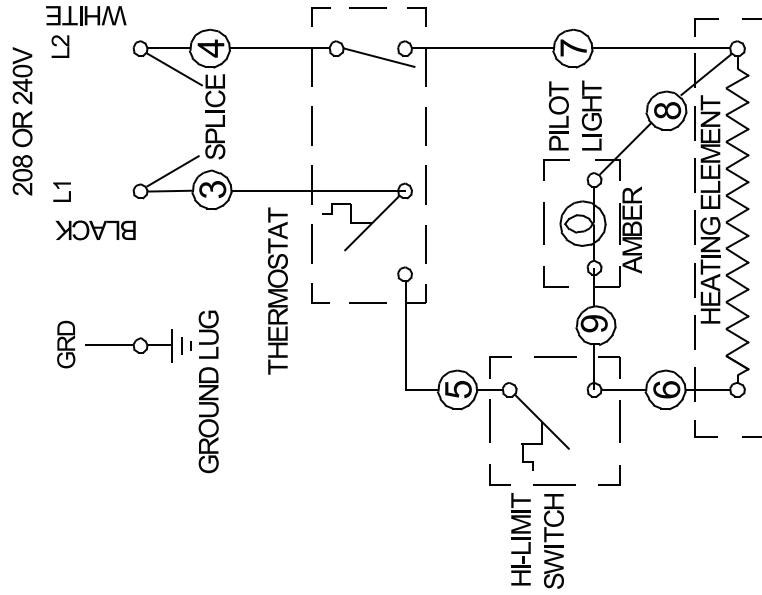 208 OR 240V
WHITE
L2
L1
BLACK
SPLICE
4
3
GRD
GROUND LUG
THERMOSTAT
7
5
PILOT
LIGHT
8
AMBER
9
6
HI-LIMIT
SWITCH
HEATING ELEMENT